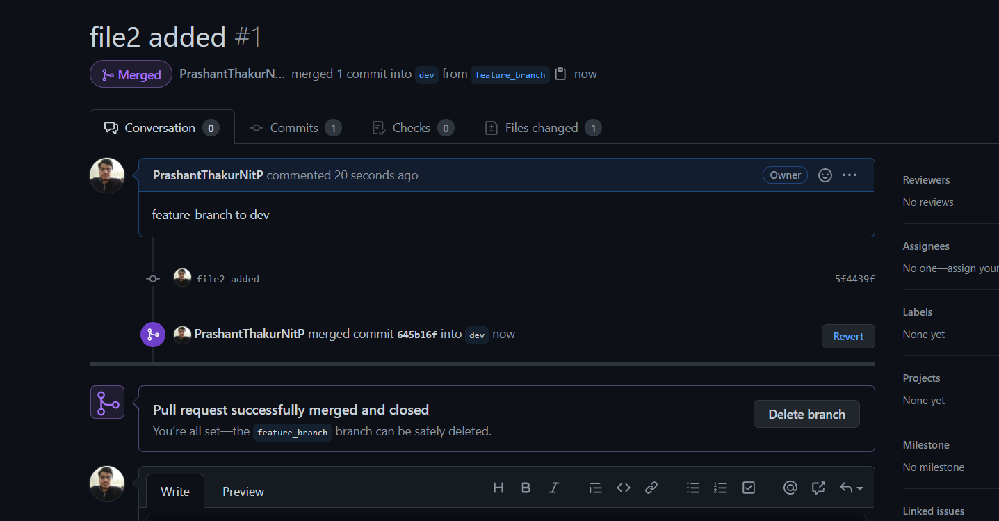 file2 added #1
Merged PrashantThakurN... merged 1 commit into dev from feature_branch now
Conversation 0 Commits 1 Checks 0 Files changed 1
PrashantThakurNitP commented 20 seconds ago Owner
feature_branch to dev
file2 added 5f4439f
PrashantThakurNitP merged commit 645b16f into dev now Revert
Pull request successfully merged and closed
You’re all set—the feature_branch branch can be safely deleted.
Delete branch
Write Preview
Reviewers
No reviews
Assignees
No one—assign your
Labels
None yet
Projects
None yet
Milestone
No milestone
Linked issues